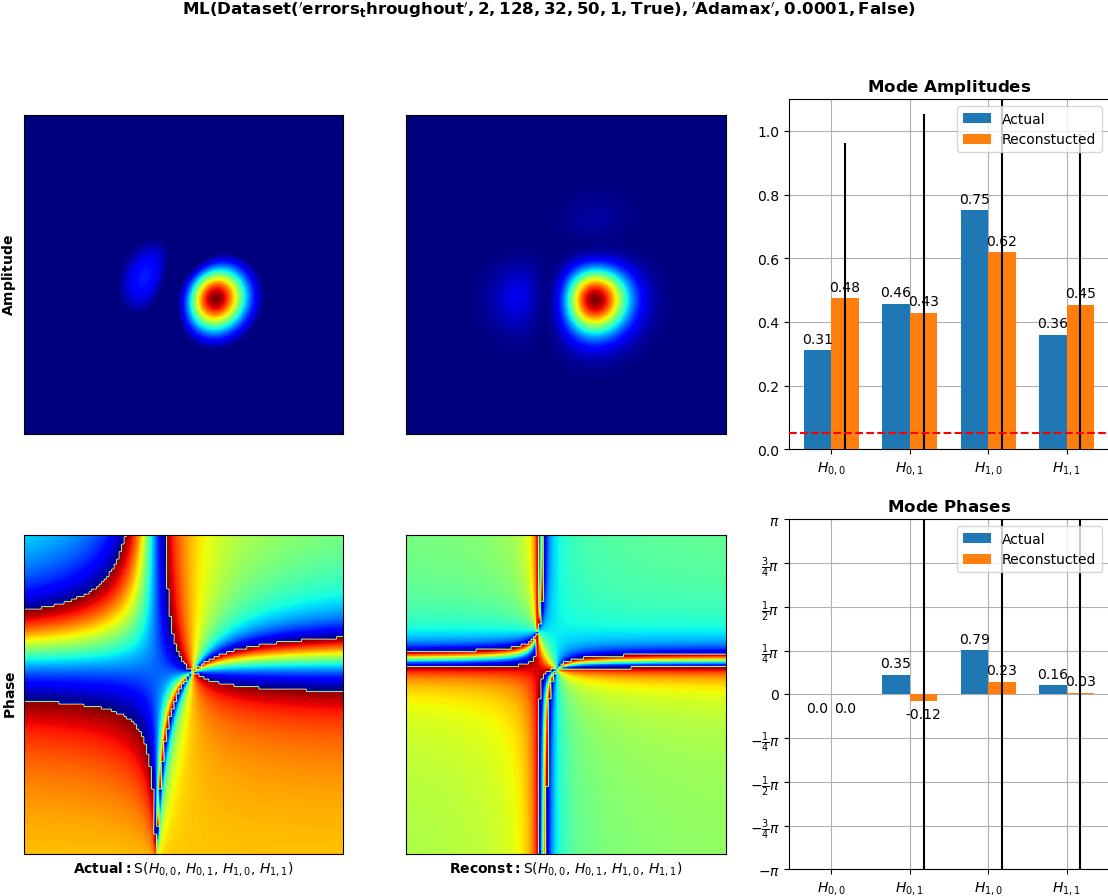 ML(Dataset('errors_throughout', 2, 128, 32, 50, 1, True), 'Adamax', 0.0001, False)
Amplitude
Mode Amplitudes
Actual
Reconstucted
1.0
0.8
0.6
0.4
0.2
0.0
0.31
0.48
0.46
0.43
0.75
0.62
0.36
0.45
H0,0
H0,1
H1,0
H1,1
Phase
Actual: S(H0,0, H0,1, H1,0, H1,1)
Reconst: S(H0,0, H0,1, H1,0, H1,1)
Mode Phases
Actual
Reconstucted
π
3/4π
1/2π
1/4π
0
−1/4π
−1/2π
−3/4π
−π
0.0
0.0
0.35
-0.12
0.79
0.23
0.16
0.03
H0,0
H0,1
H1,0
H1,1